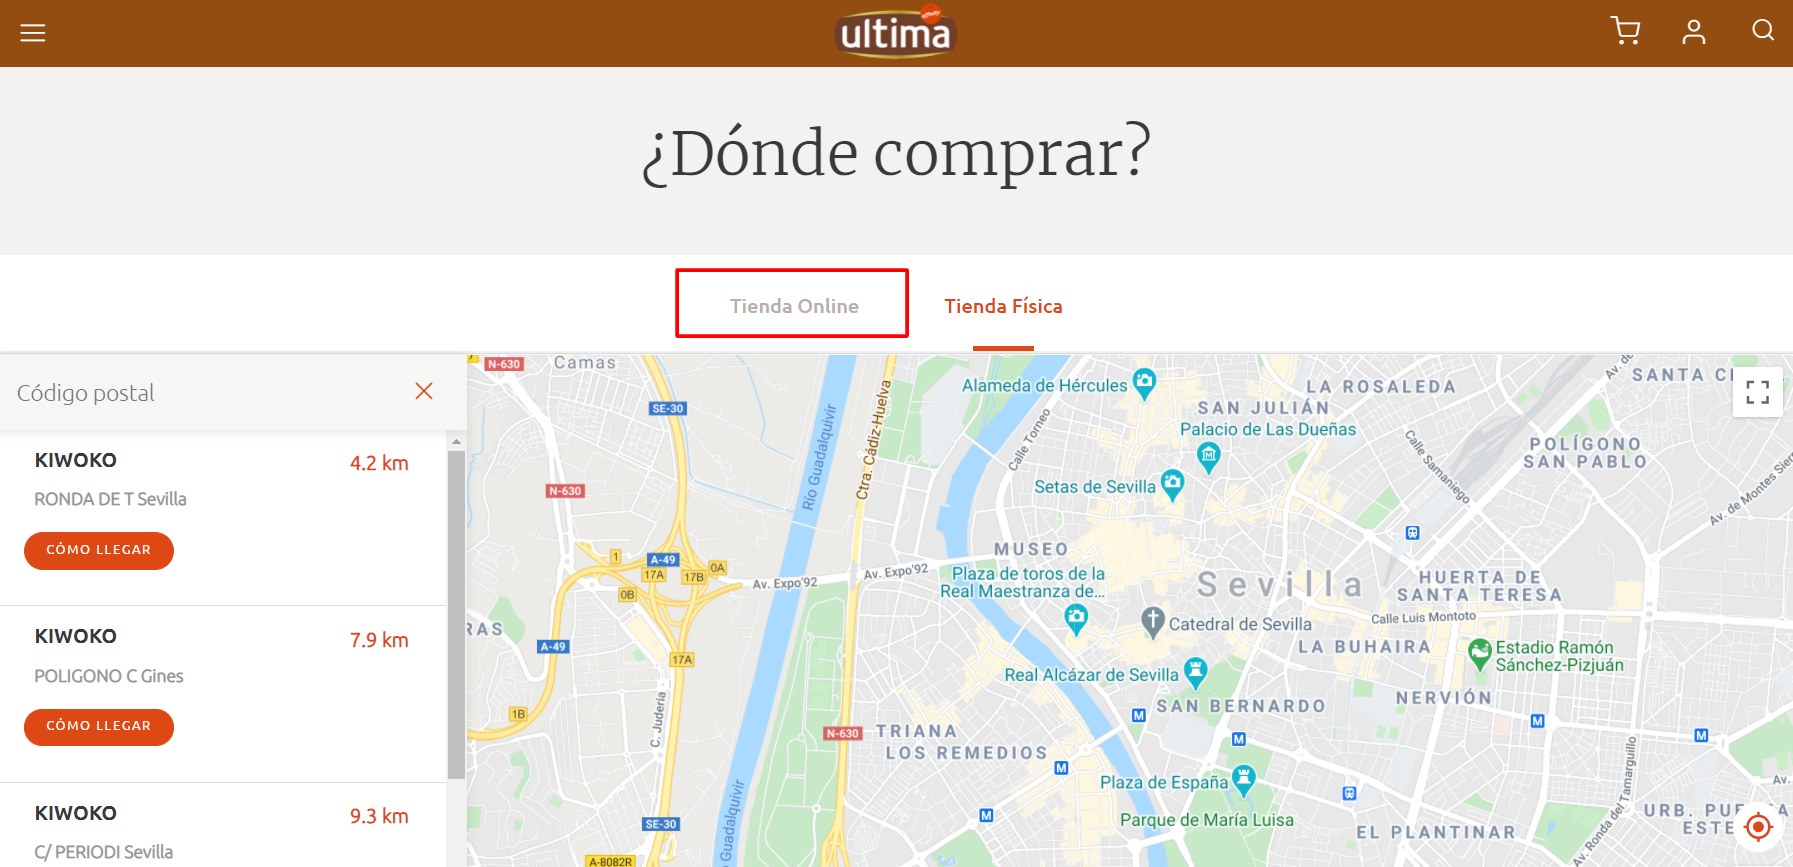 affinity
ultima
¿Dónde comprar?
Tienda Online
Tienda Física
Código postal
KIWOKO
4.2 km
RONDA DE T Sevilla
CÓMO LLEGAR
KIWOKO
7.9 km
POLIGONO C Gines
CÓMO LLEGAR
KIWOKO
9.3 km
C/ PERIODI Sevilla
N-630
Camas
SE-30
Río Guadalquivir
Ctra. Cádiz-Huelva
Alameda de Hércules
LA ROSALEDA
SANTA C
SAN JULIÁN
Palacio de Las Dueñas
Calle Torneo
Calle Samaniego
POLÍGONO
SAN PABLO
Av. de Montes Sier
N-630
Setas de Sevilla
MUSEO
A-49
1
17A
17B
0A
0B
Av. Expo'92
Av. Expo'92
Plaza de toros de la
Real Maestranza de...
Sevilla
HUERTA DE
SANTA TERESA
Calle Luis Montoto
RAS
A-49
17A
Catedral de Sevilla
LA BUHAIRA
Estadio Ramón
Sánchez-Pizjuán
Real Alcázar de Sevilla
SAN BERNARDO
NERVIÓN
1B
C. Juderia
N-630
TRIANA
LOS REMEDIOS
M
M
M
M
M
M
Plaza de España
Parque de María Luisa
Guadalquivir
SE-30
A-8082R
EL PLANTINAR
Av. Ronda del Tamarguillo
Av.
URB. PU
ESTE